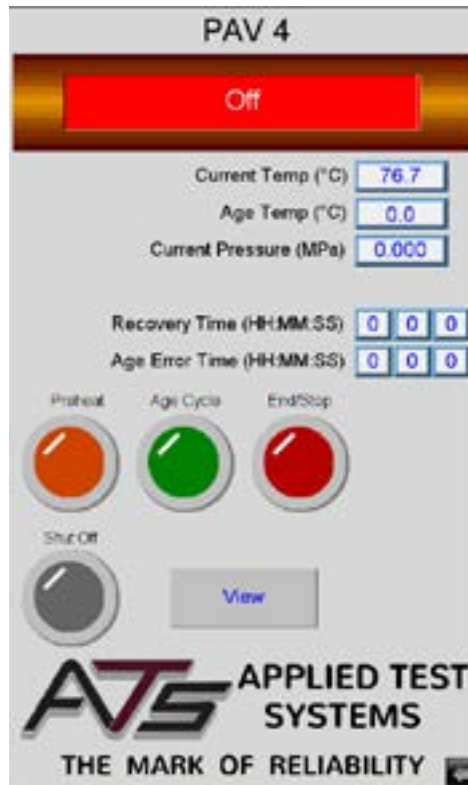 PAV 4
Off
Current Temp (°C) 76.7
Age Temp (°C) 0.0
Current Pressure (MPa) 0.000
Recovery Time (HH:MM:SS) 0 0 0
Age Error Time (HH:MM:SS) 0 0 0
Preheat Age Cycle End/Stop
Shut Off
View
ATS APPLIED TEST
SYSTEMS
THE MARK OF RELIABILITY